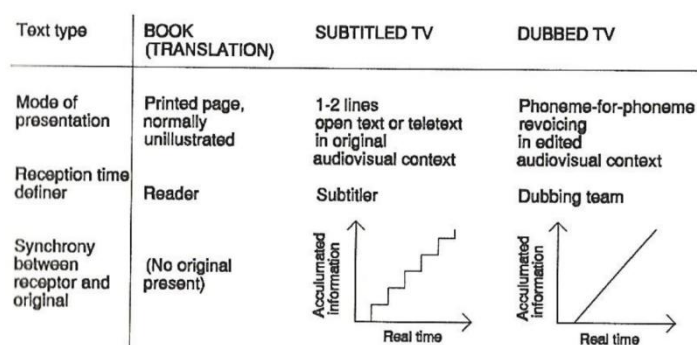 Text type
BOOK
(TRANSLATION)
SUBTITLED TV
DUBBED TV
Mode of
presentation
Printed page,
normally
unillustrated
1-2 lines
open text or teletext
in original
audiovisual context
Phoneme-for-phoneme
revoicing
in edited
audiovisual context
Reception time
definer
Reader
Subtitler
Dubbing team
Synchrony
between
receptor and
original
(No original
present)
Acculumated
information
Real time
Acculumated
information
Real time